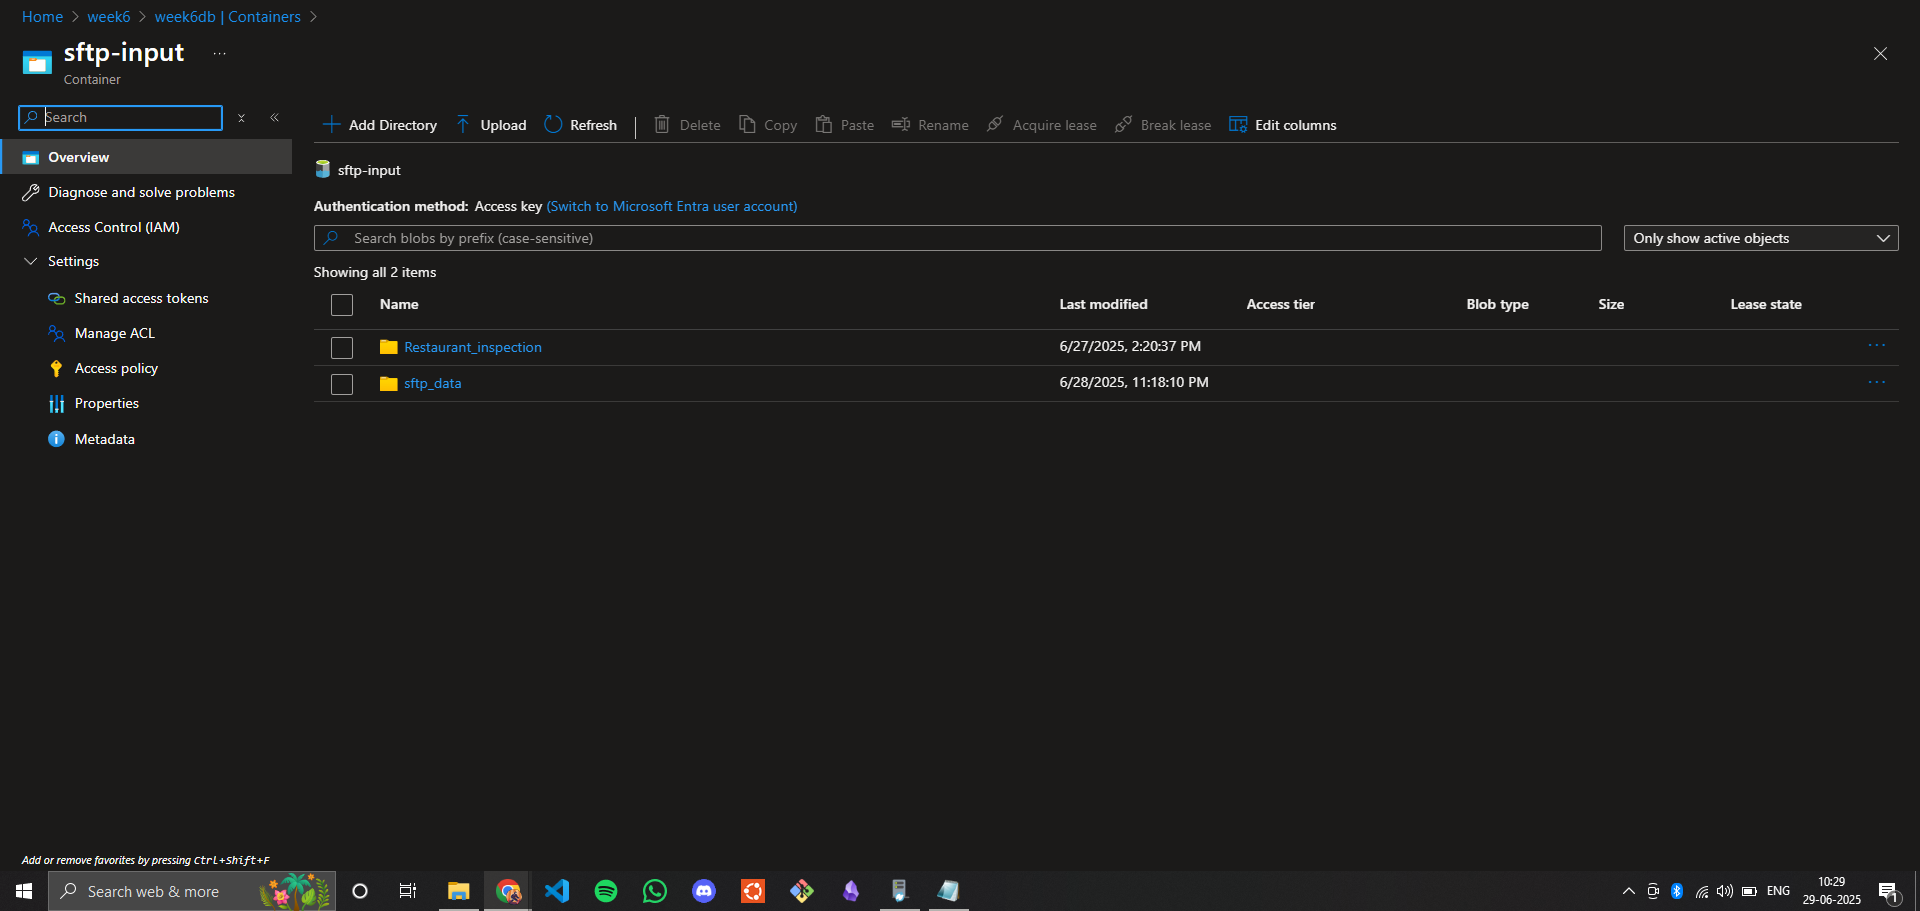 Home > week6 > week6db | Containers >
sftp-input ...
Container
Search
Overview
Diagnose and solve problems
Access Control (IAM)
Settings
Shared access tokens
Manage ACL
Access policy
Properties
Metadata
Add Directory Upload Refresh Delete Copy Paste Rename Acquire lease Break lease Edit columns
sftp-input
Authentication method: Access key (Switch to Microsoft Entra user account)
Search blobs by prefix (case-sensitive) Only show active objects
Showing all 2 items
Name Last modified Access tier Blob type Size Lease state
Restaurant_inspection 6/27/2025, 2:20:37 PM ...
sftp_data 6/28/2025, 11:18:10 PM ...
Add or remove favorites by pressing Ctrl+Shift+F
Search web & more
ENG
10:29
29-06-2025
1